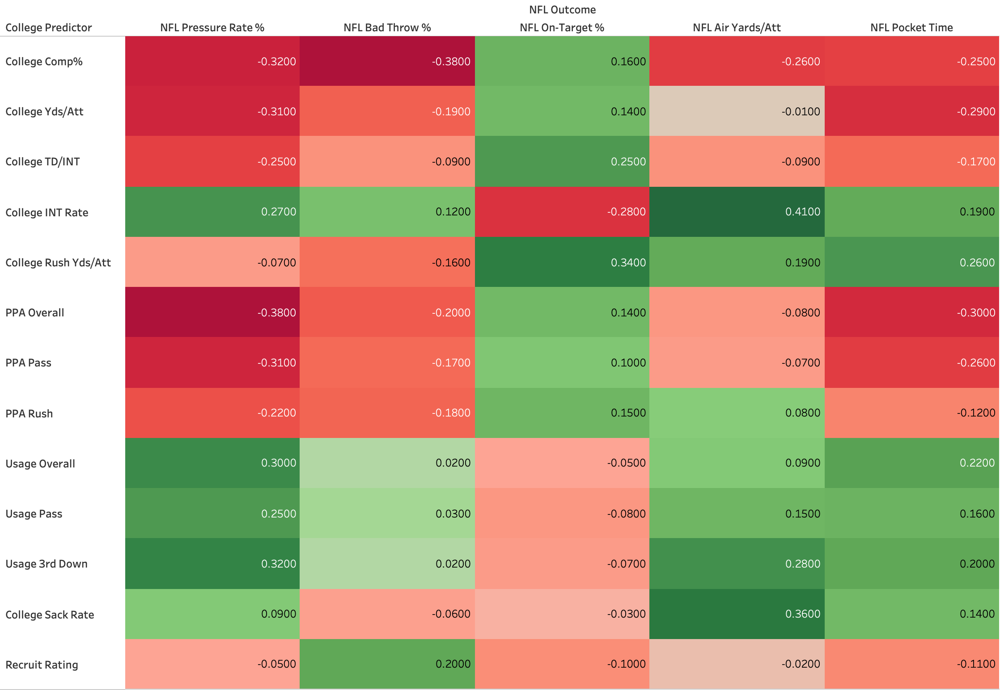 NFL Outcome
College Predictor NFL Pressure Rate % NFL Bad Throw % NFL On-Target % NFL Air Yards/Att NFL Pocket Time
College Comp% -0.3200 -0.3800 0.1600 -0.2600 -0.2500
College Yds/Att -0.3100 -0.1900 0.1400 -0.0100 -0.2900
College TD/INT -0.2500 -0.0900 0.2500 -0.0900 -0.1700
College INT Rate 0.2700 0.1200 -0.2800 0.4100 0.1900
College Rush Yds/Att -0.0700 -0.1600 0.3400 0.1900 0.2600
PPA Overall -0.3800 -0.2000 0.1400 -0.0800 -0.3000
PPA Pass -0.3100 -0.1700 0.1000 -0.0700 -0.2600
PPA Rush -0.2200 -0.1800 0.1500 0.0800 -0.1200
Usage Overall 0.3000 0.0200 -0.0500 0.0900 0.2200
Usage Pass 0.2500 0.0300 -0.0800 0.1500 0.1600
Usage 3rd Down 0.3200 0.0200 -0.0700 0.2800 0.2000
College Sack Rate 0.0900 -0.0600 -0.0300 0.3600 0.1400
Recruit Rating -0.0500 0.2000 -0.1000 -0.0200 -0.1100